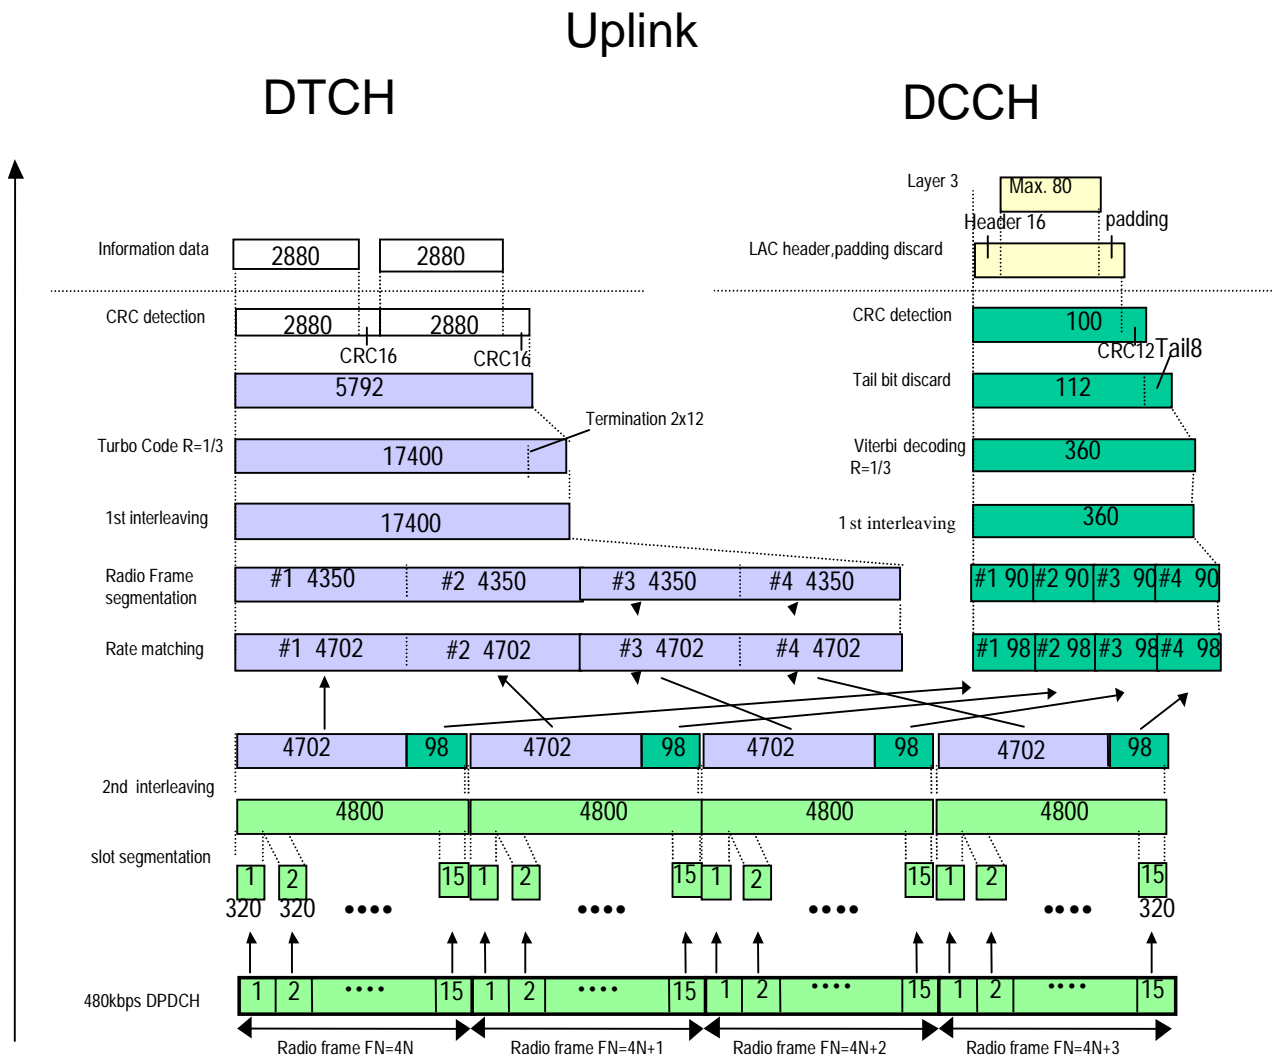 Uplink
DTCH
DCCH
Layer 3
Max. 80
Header 16
padding
Information data
2880
2880
LAC header,padding discard
CRC detection
2880
2880
CRC16
CRC16
CRC detection
100
CRC12
Tail8
5792
Tail bit discard
112
Termination 2x12
Turbo Code R=1/3
17400
Viterbi decoding
R=1/3
360
1st interleaving
17400
1st interleaving
360
Radio Frame
segmentation
#1 4350
#2 4350
#3 4350
#4 4350
#1 90
#2 90
#3 90
#4 90
Rate matching
#1 4702
#2 4702
#3 4702
#4 4702
#1 98
#2 98
#3 98
#4 98
4702
98
4702
98
4702
98
4702
98
2nd interleaving
4800
4800
4800
4800
slot segmentation
1
2
15
1
2
15
1
2
15
1
2
15
320
320
••••
••••
••••
••••
320
480kbps DPDCH
1
2
••••
15
1
2
••••
15
1
2
••••
15
1
2
••••
15
Radio frame FN=4N
Radio frame FN=4N+1
Radio frame FN=4N+2
Radio frame FN=4N+3